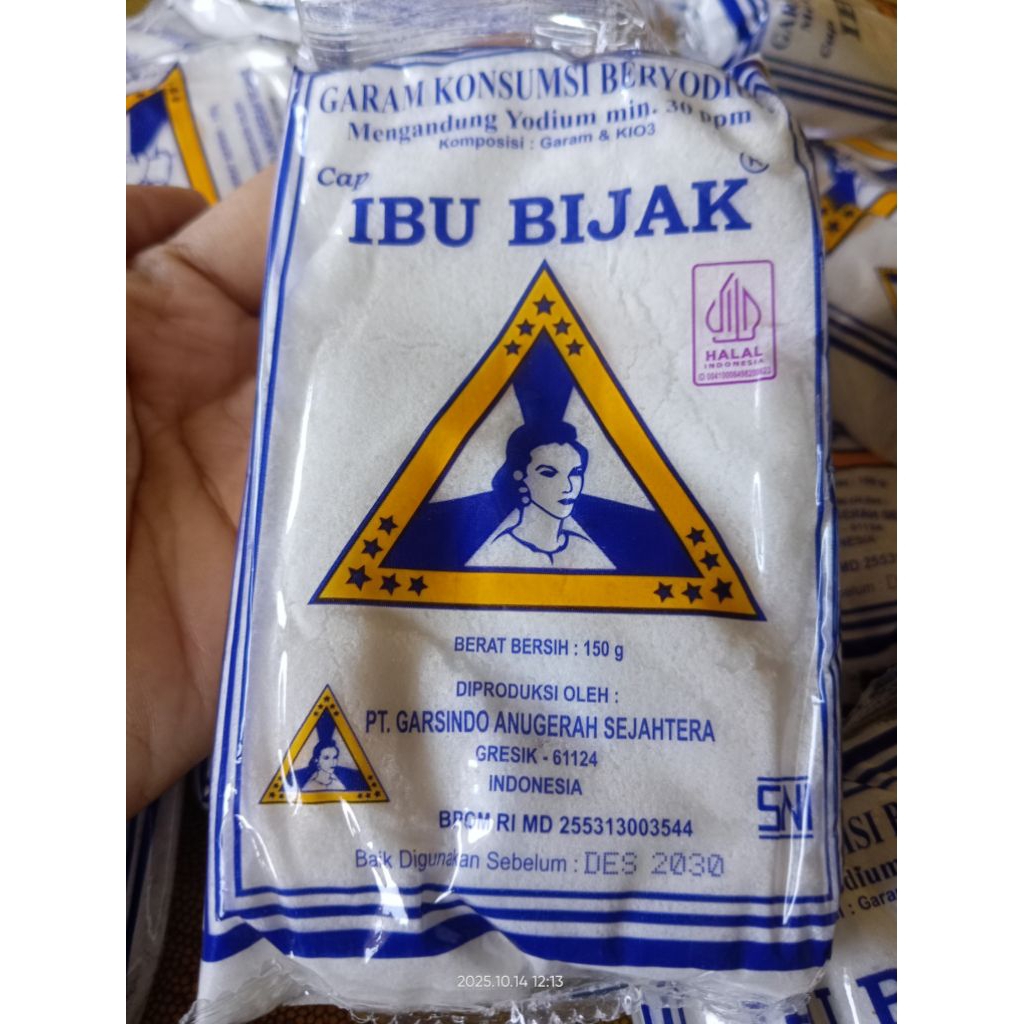 GARAM KONSUMSI BERYODI
Mengandung Yodium min. 30 ppm
Komposisi : Garam & KIO3
Cap
IBU BIJAK ®
HALAL
INDONESIA
BERAT BERSIH : 150 g
DIPRODUKSI OLEH :
PT. GARSINDO ANUGERAH SEJAHTERA
GRESIK - 61124
INDONESIA
BPOM RI MD 255313003544
SNI
Baik Digunakan Sebelum : DES 2030
2025.10.14 12:13